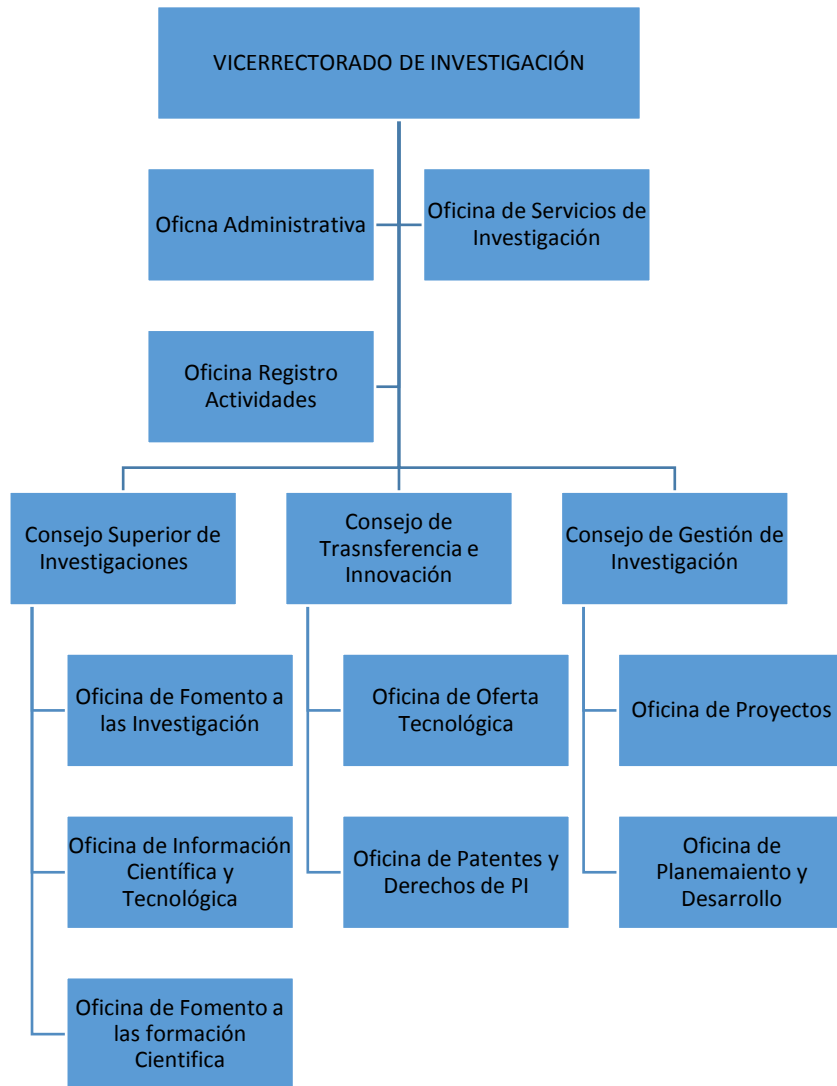 VICERRECTORADO DE INVESTIGACIÓN
Oficna Administrativa
Oficina de Servicios de
Investigación
Oficina Registro
Actividades
Consejo Superior de
Investigaciones
Consejo de
Trasnsferencia e
Innovación
Consejo de Gestión de
Investigación
Oficina de Fomento a
las Investigación
Oficina de Oferta
Tecnológica
Oficina de Proyectos
Oficina de Información
Científica y
Tecnológica
Oficina de Patentes y
Derechos de PI
Oficina de
Planemaiento y
Desarrollo
Oficina de Fomento a
las formación
Cientifica